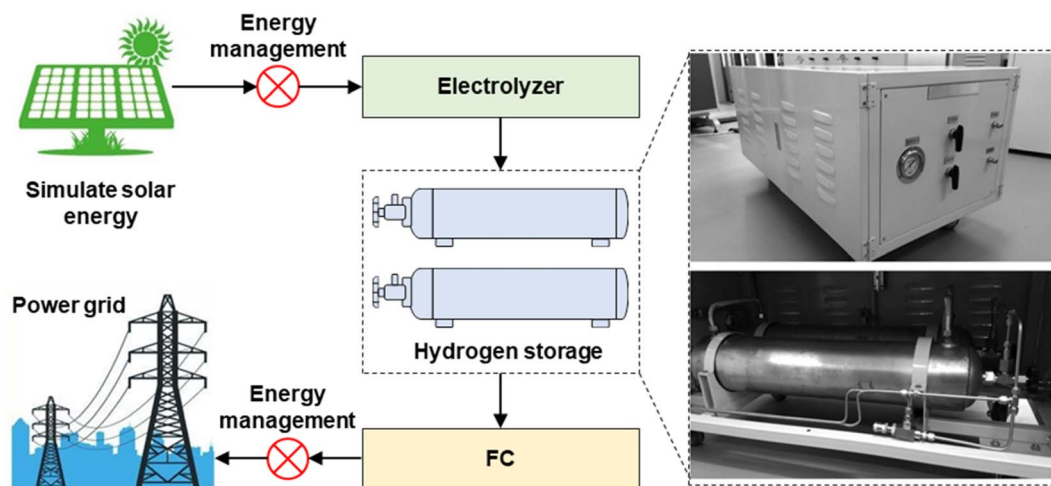 Energy
management
Electrolyzer
Simulate solar
energy
Hydrogen storage
Power grid
Energy
management
FC